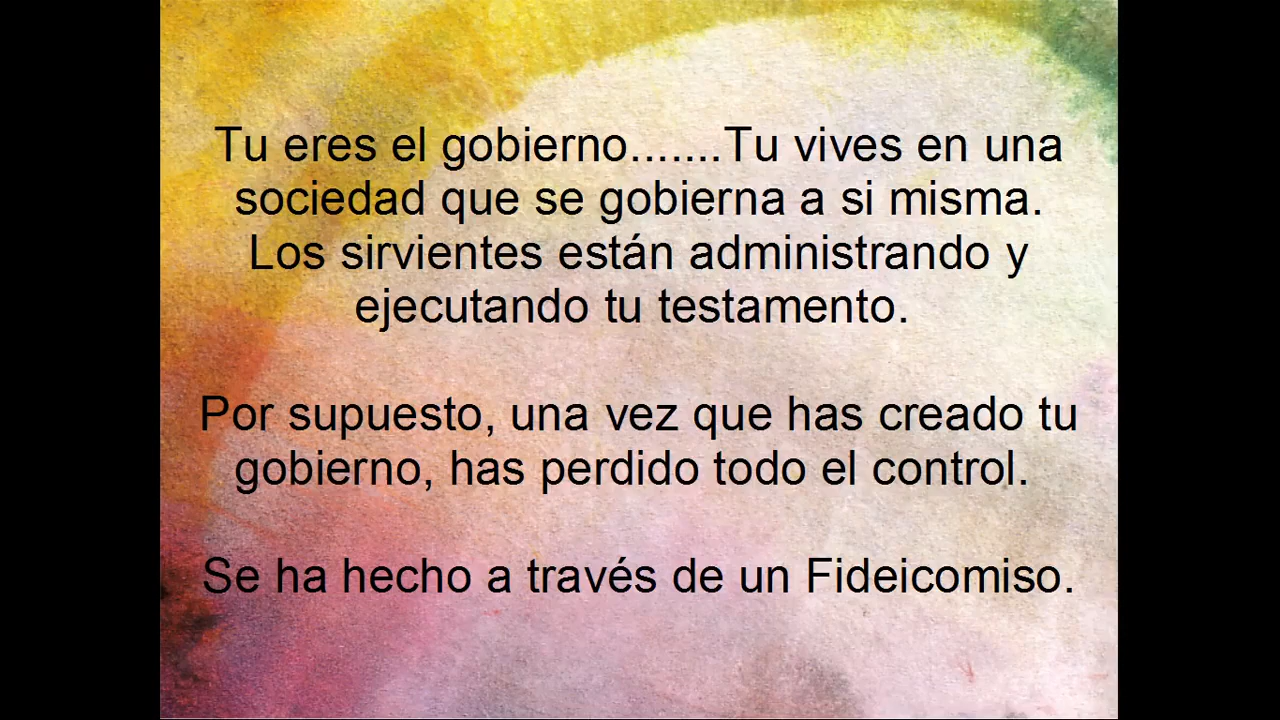 Tu eres el gobierno.......Tu vives en una
sociedad que se gobierna a si misma.
Los sirvientes están administrando y
ejecutando tu testamento.
Por supuesto, una vez que has creado tu
gobierno, has perdido todo el control.
Se ha hecho a través de un Fideicomiso.